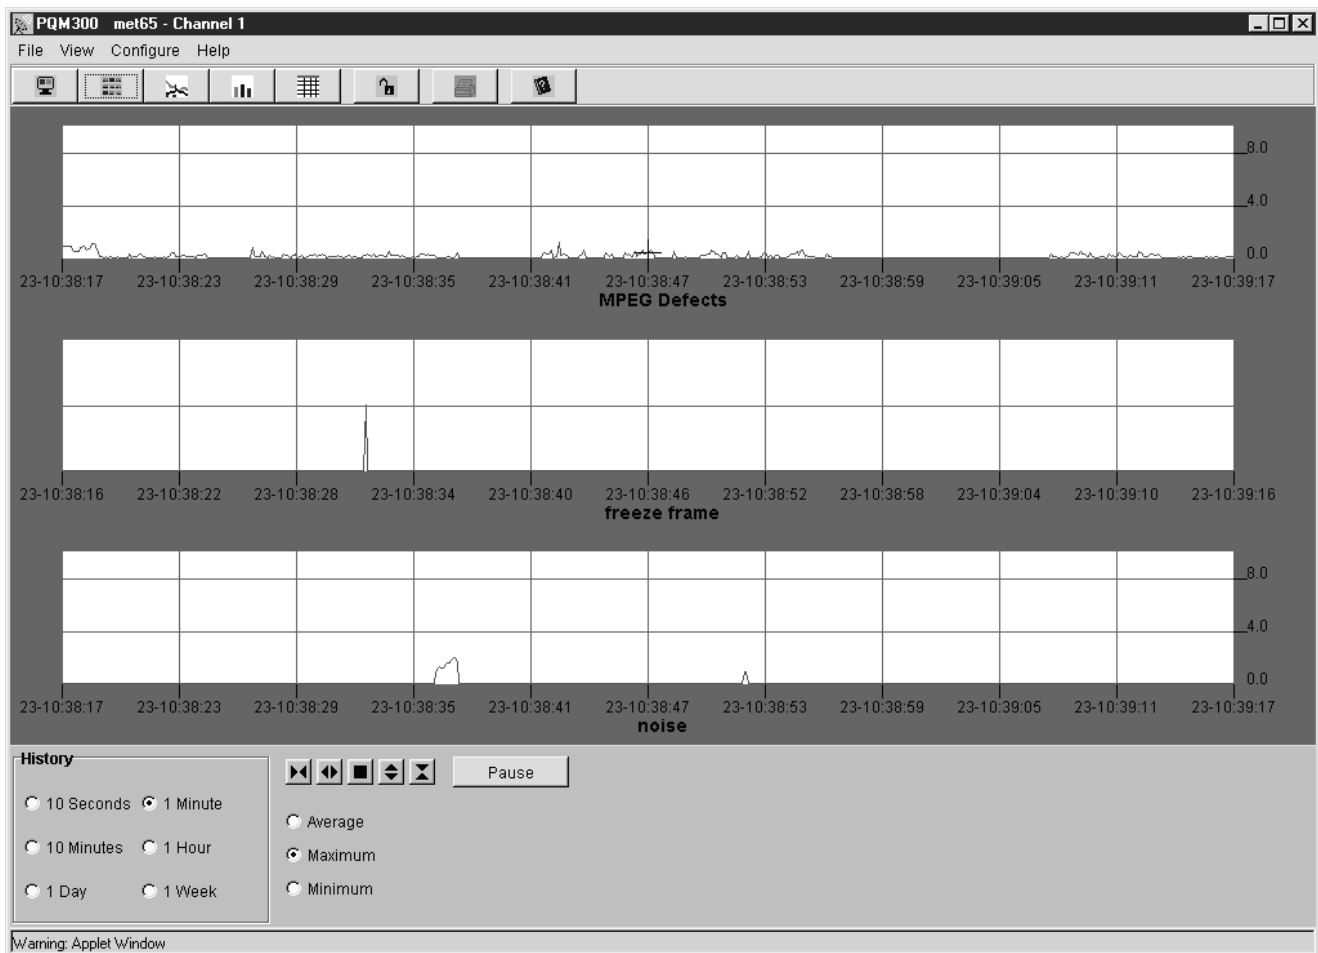 PQM300 met65 - Channel 1
File View Configure Help
8.0
4.0
0.0
23-10:38:17 23-10:38:23 23-10:38:29 23-10:38:35 23-10:38:41 23-10:38:47 23-10:38:53 23-10:38:59 23-10:39:05 23-10:39:11 23-10:39:17
MPEG Defects
23-10:38:16 23-10:38:22 23-10:38:28 23-10:38:34 23-10:38:40 23-10:38:46 23-10:38:52 23-10:38:58 23-10:39:04 23-10:39:10 23-10:39:16
freeze frame
8.0
4.0
0.0
23-10:38:17 23-10:38:23 23-10:38:29 23-10:38:35 23-10:38:41 23-10:38:47 23-10:38:53 23-10:38:59 23-10:39:05 23-10:39:11 23-10:39:17
noise
History
10 Seconds 1 Minute
10 Minutes 1 Hour
1 Day 1 Week
Pause
Average
Maximum
Minimum
Warning: Applet Window